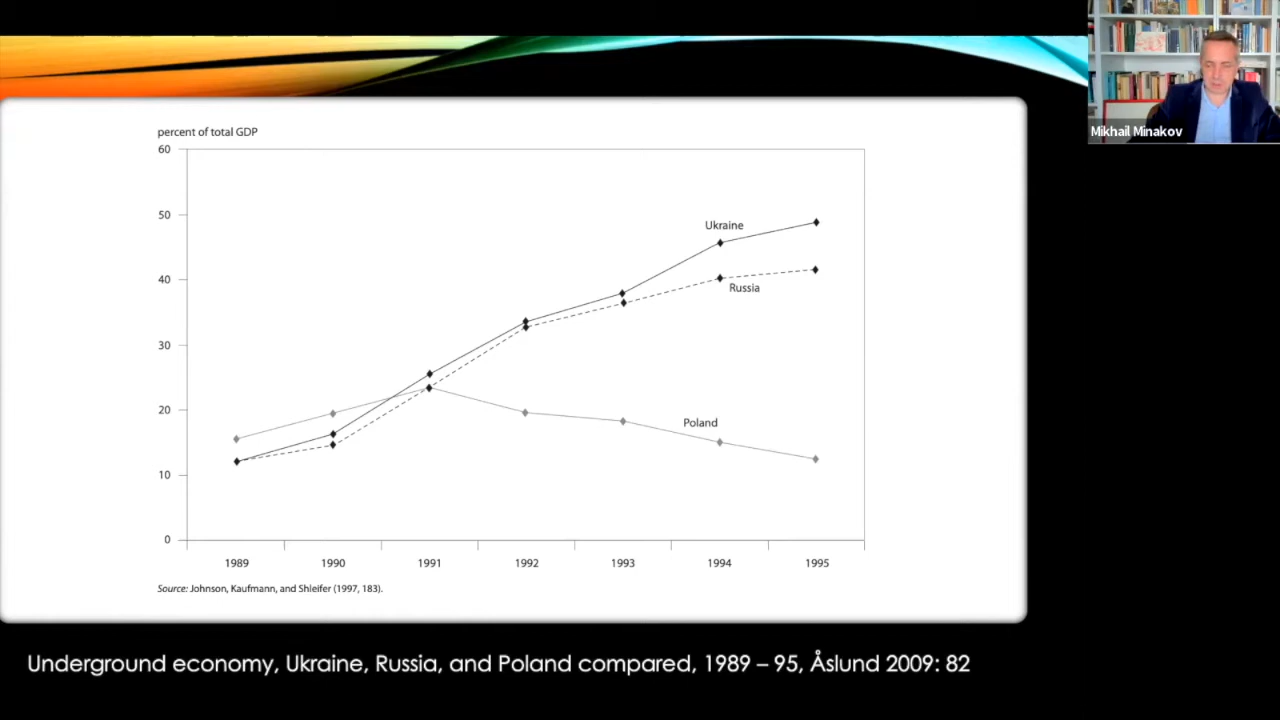 Mikhail Minakov
percent of total GDP
60
50
40
30
20
10
0
Ukraine
Russia
Poland
1989 1990 1991 1992 1993 1994 1995
Source: Johnson, Kaufmann, and Shleifer (1997, 183).
Underground economy, Ukraine, Russia, and Poland compared, 1989 – 95, Åslund 2009: 82